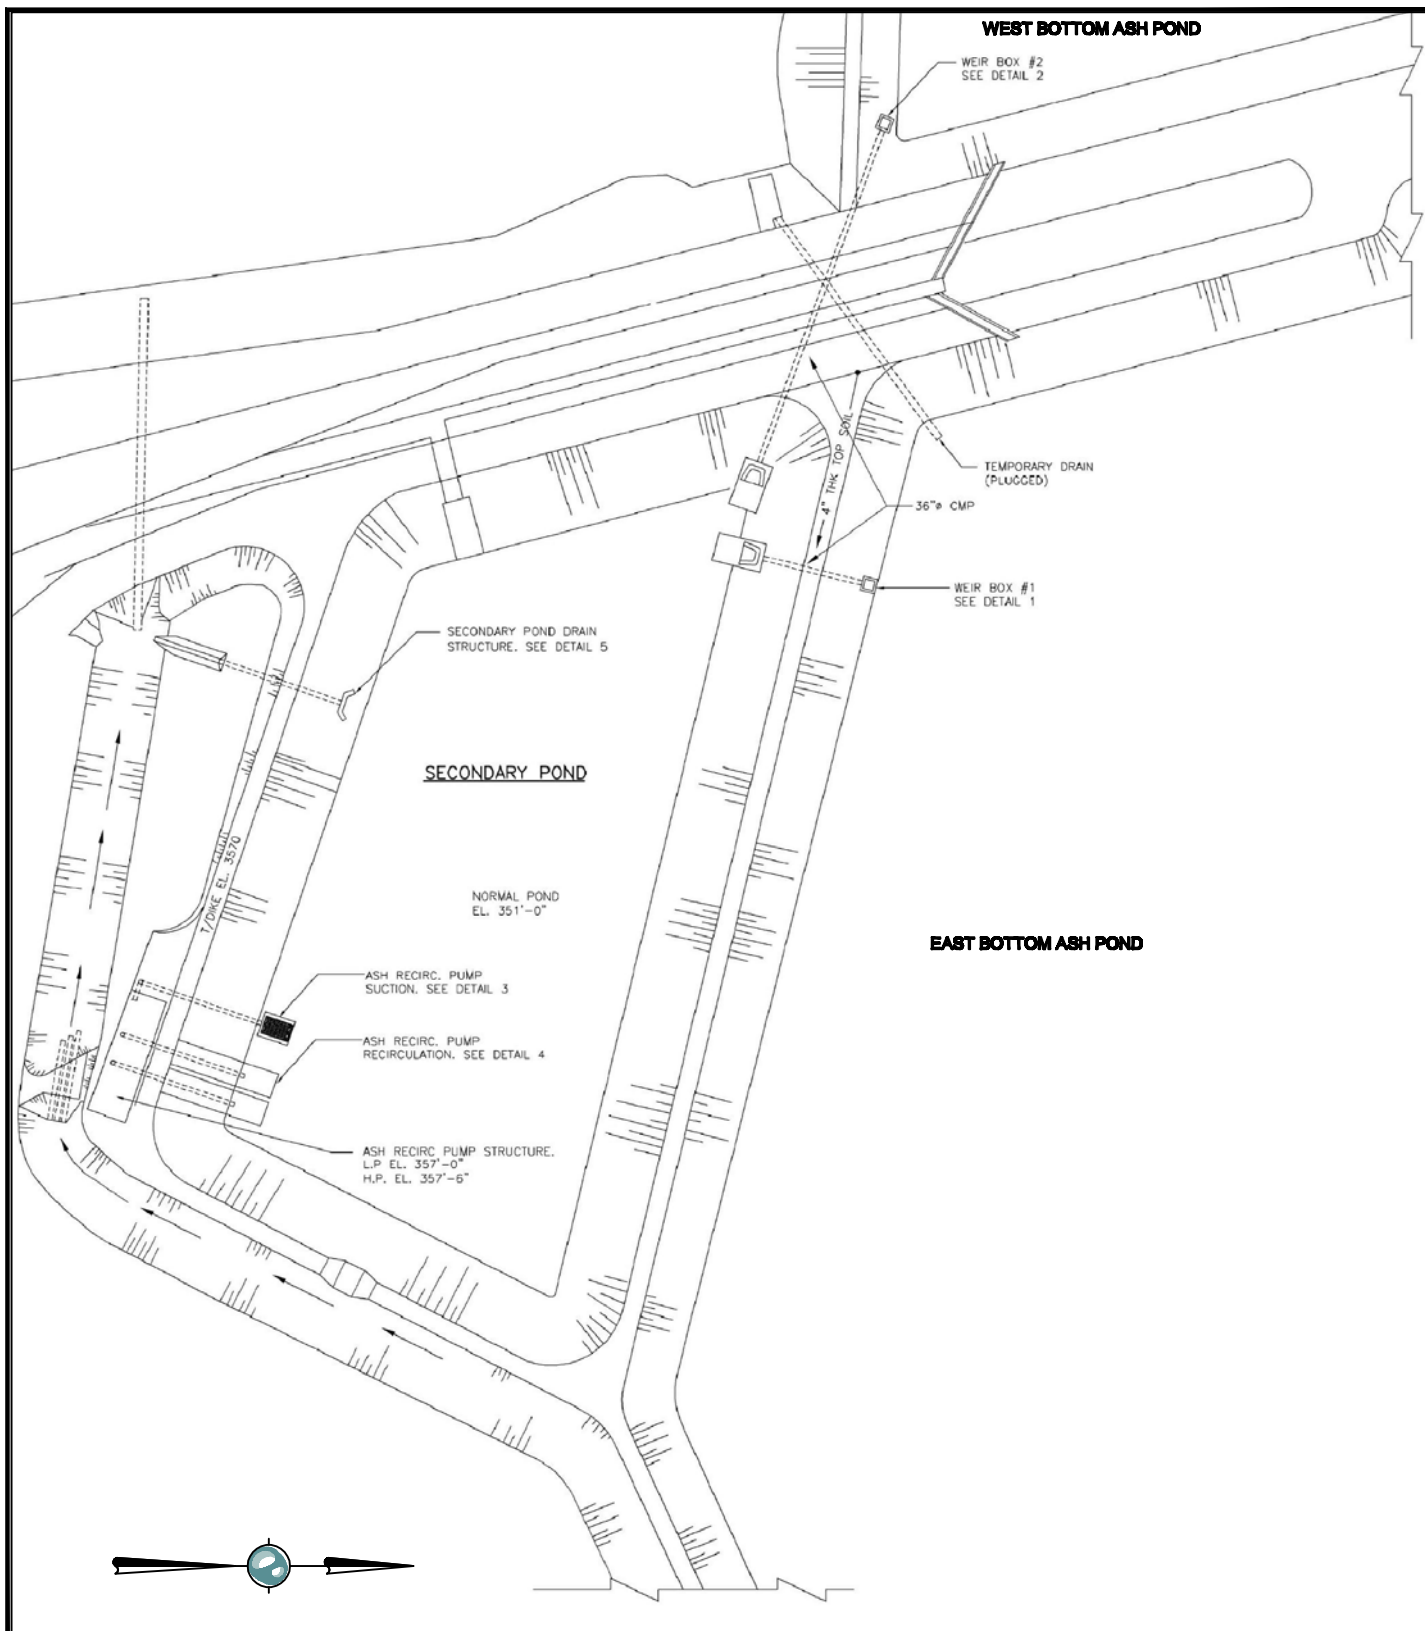 WEST BOTTOM ASH POND
WEIR BOX #2
SEE DETAIL 2
4" THK TOP SOIL
TEMPORARY DRAIN
(PLUGGED)
36"ø CMP
WEIR BOX #1
SEE DETAIL 1
SECONDARY POND DRAIN
STRUCTURE. SEE DETAIL 5
SECONDARY POND
T/DIKE EL. 3570
NORMAL POND
EL. 351'-0"
EAST BOTTOM ASH POND
ASH RECIRC. PUMP
SUCTION. SEE DETAIL 3
ASH RECIRC. PUMP
RECIRCULATION. SEE DETAIL 4
ASH RECIRC PUMP STRUCTURE.
L.P EL. 357'-0"
H.P. EL. 357'-6"